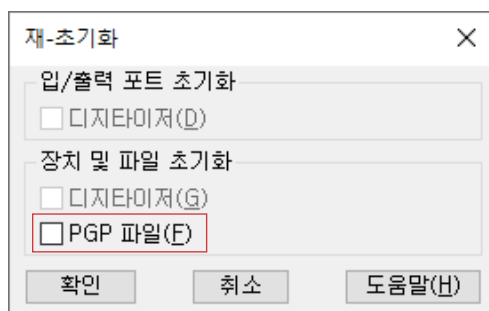 재-초기화
입/출력 포트 초기화
디지타이저(D)
장치 및 파일 초기화
디지타이저(G)
PGP 파일(F)
확인 취소 도움말(H)